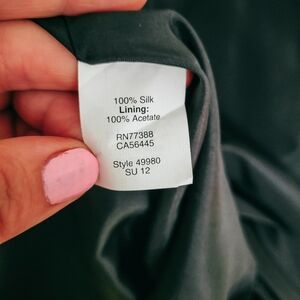 100% Silk
Lining:
100% Acetate
RN77388
CA56445
Style 49980
SU 12